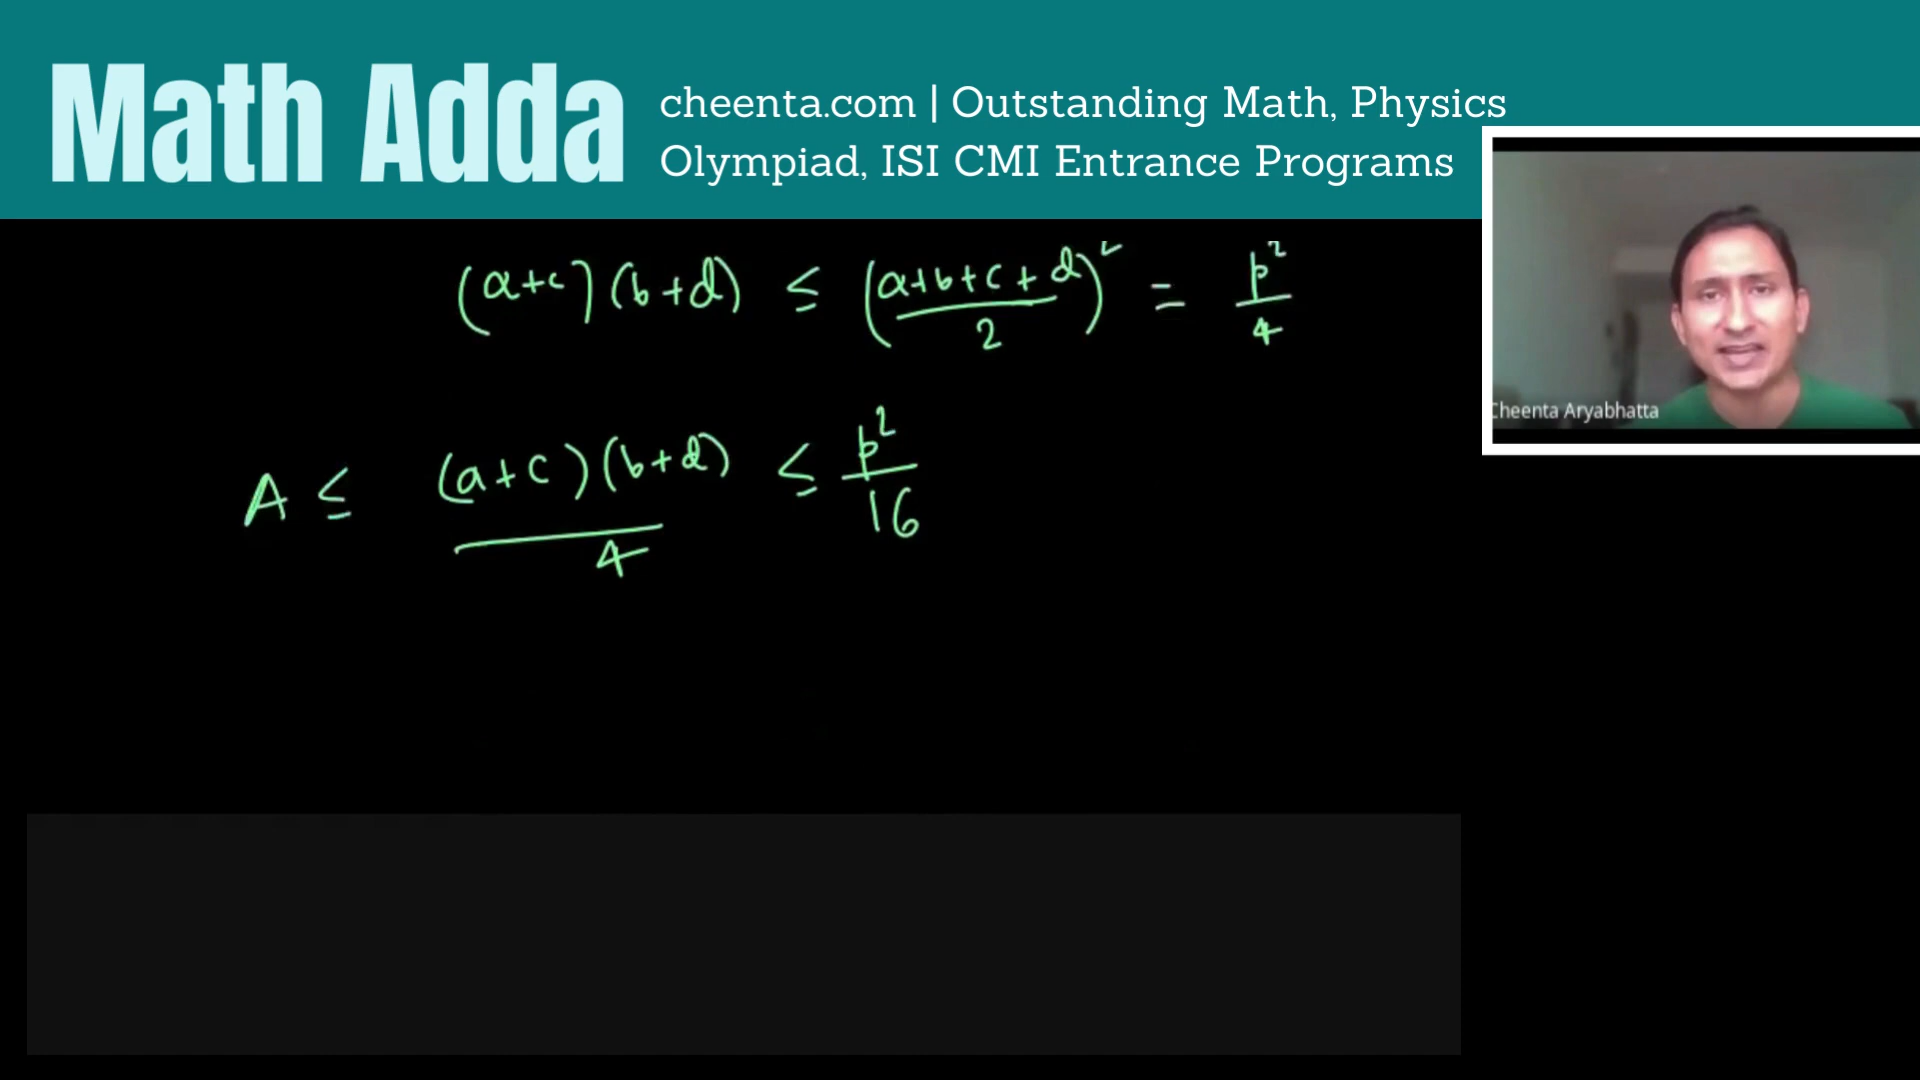 Math Adda
cheenta.com | Outstanding Math, Physics
Olympiad, ISI CMI Entrance Programs
(a+c)(b+d) ≤ ((a+b+c+d)/2)² = p²/4
Cheenta Aryabhatta
A ≤ (a+c)(b+d)/4 ≤ p²/16